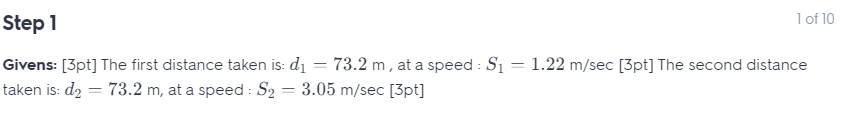 Step 1
1 of 10
Givens: [3pt] The first distance taken is: d₁ = 73.2 m , at a speed : S₁ = 1.22 m/sec [3pt] The second distance
taken is: d₂ = 73.2 m, at a speed : S₂ = 3.05 m/sec [3pt]